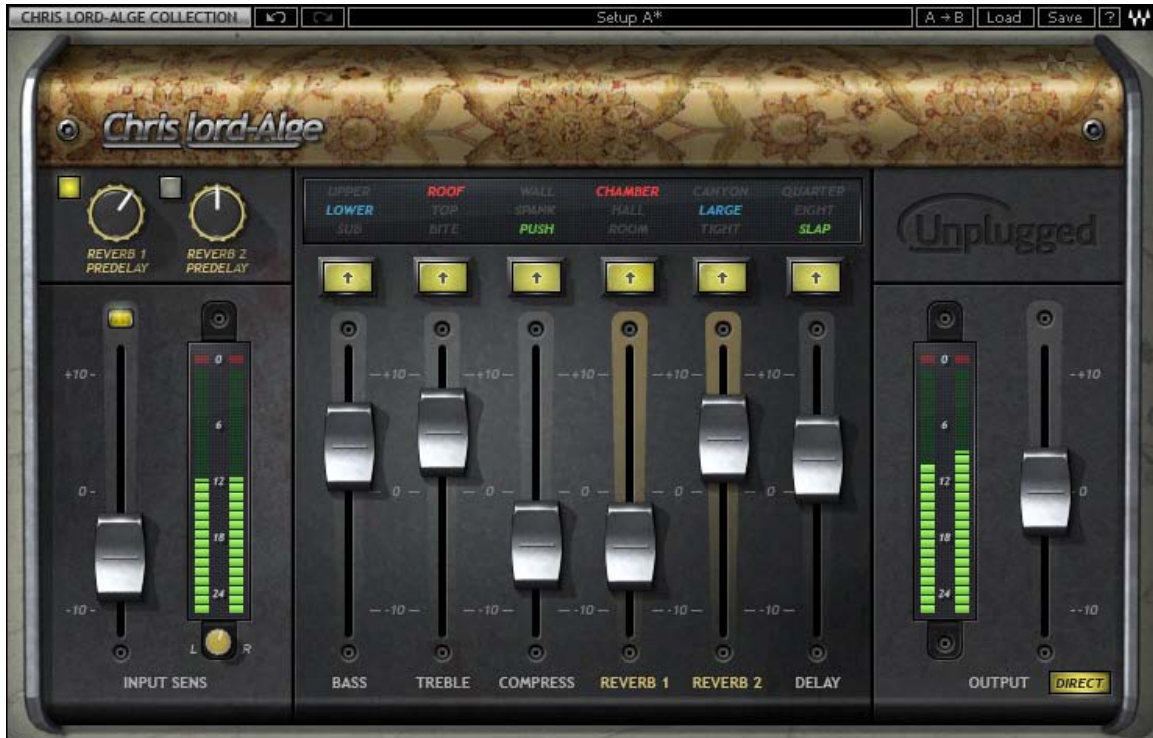 CHRIS LORD-ALGE COLLECTION Setup A* A→B Load Save ?
Chris lord-Alge
REVERB 1 PREDELAY
REVERB 2 PREDELAY
UPPER ROOF WALL CHAMBER CANYON QUARTER
LOWER TOP SPANK HALL LARGE EIGHT
SUB BITE PUSH ROOM TIGHT SLAP
Unplugged
+10 0 +10 +10 +10 +10 +10 0 +10
6 6
0 12 0 0 0 0 0 12 0
18 18
24 24
-10 -10 -10 -10 -10 -10 -10
L R
INPUT SENS BASS TREBLE COMPRESS REVERB 1 REVERB 2 DELAY OUTPUT DIRECT